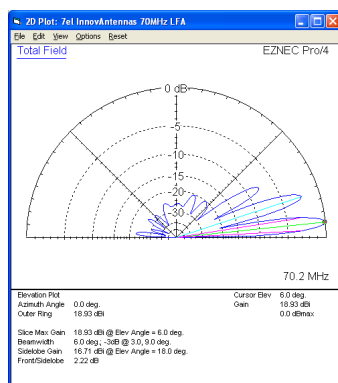 2D Plot: 7el InnovAntennas 70MHz LFA
File Edit View Options Reset
Total Field EZNEC Pro/4
0 dB
-5
-10
-15
-20
-30
70.2 MHz
Elevation Plot Cursor Elev 6.0 deg.
Azimuth Angle 0.0 deg. Gain 18.93 dBi
Outer Ring 18.93 dBi 0.0 dBmax
Slice Max Gain 18.93 dBi @ Elev Angle = 6.0 deg.
Beamwidth 6.0 deg.; -3dB @ 3.0, 9.0 deg.
Sidelobe Gain 16.71 dBi @ Elev Angle = 18.0 deg.
Front/Sidelobe 2.22 dB